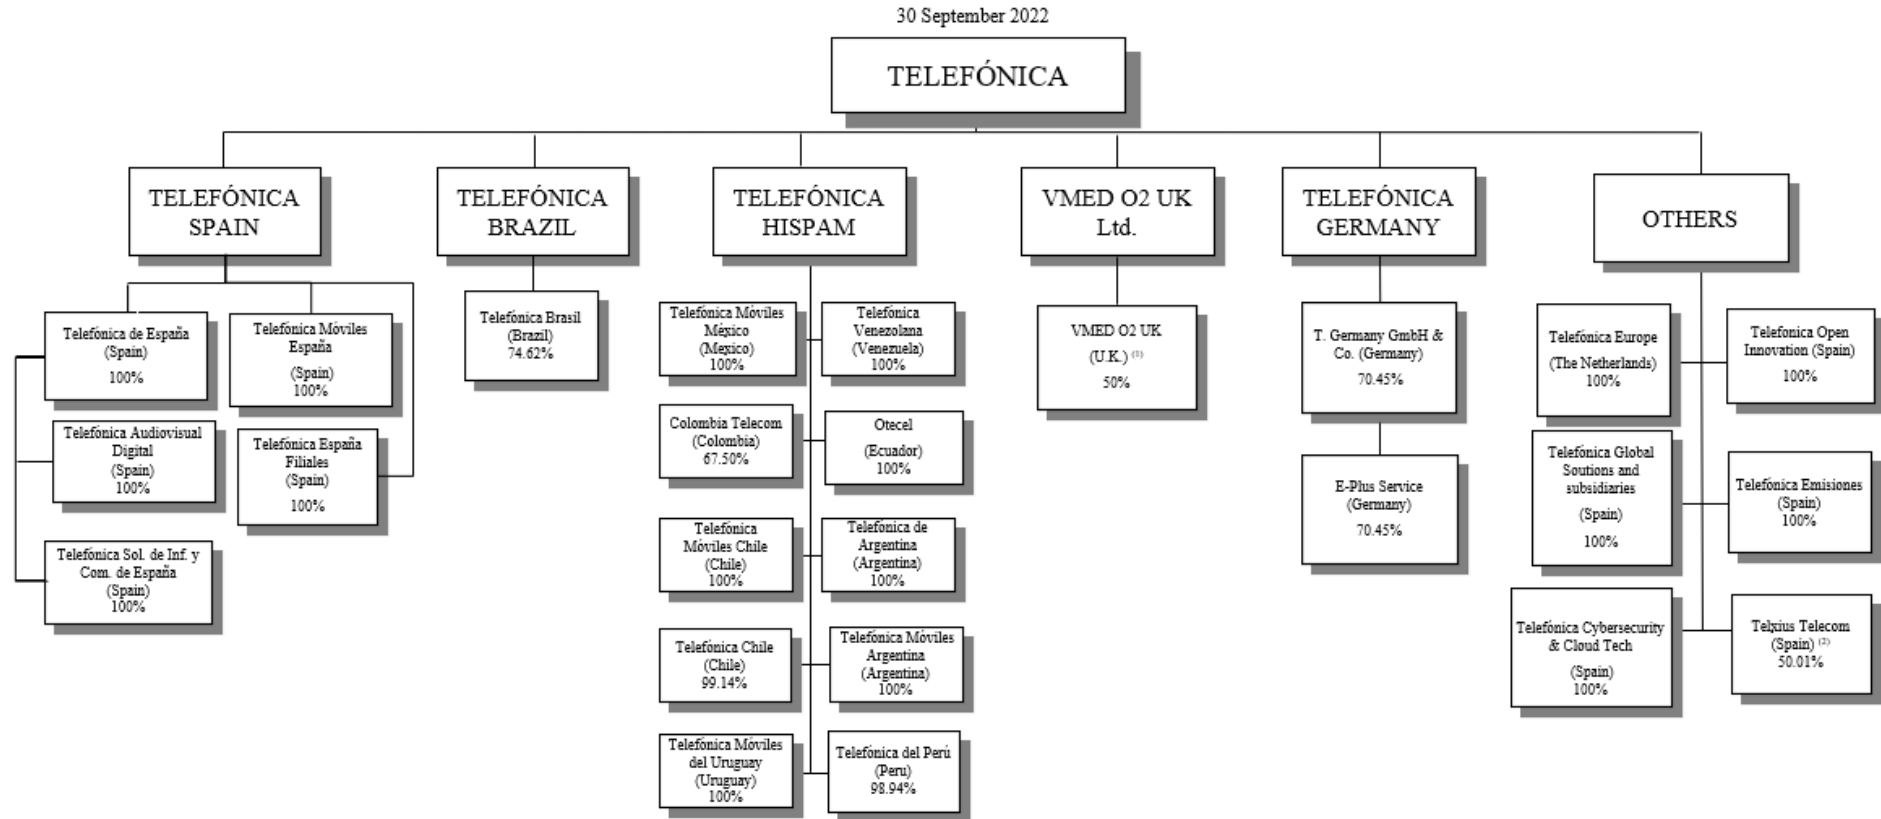 30 September 2022
TELEFÓNICA
TELEFÓNICA
SPAIN
TELEFÓNICA
BRAZIL
TELEFÓNICA
HISPAM
VMED O2 UK
Ltd.
TELEFÓNICA
GERMANY
OTHERS
Telefónica de España
(Spain)
100%
Telefónica Móviles
España
(Spain)
100%
Telefónica Audiovisual
Digital
(Spain)
100%
Telefónica España
Filiales
(Spain)
100%
Telefónica Sol. de Inf. y
Com. de España
(Spain)
100%
Telefónica Brasil
(Brazil)
74.62%
Telefónica Móviles
México
(Mexico)
100%
Telefónica
Venezolana
(Venezuela)
100%
Colombia Telecom
(Colombia)
67.50%
Otecel
(Ecuador)
100%
Telefónica
Móviles Chile
(Chile)
100%
Telefónica de
Argentina
(Argentina)
100%
Telefónica Chile
(Chile)
99.14%
Telefónica Móviles
Argentina
(Argentina)
100%
Telefónica Móviles
del Uruguay
(Uruguay)
100%
Telefónica del Perú
(Peru)
98.94%
VMED O2 UK
(U.K.) (1)
50%
T. Germany GmbH &
Co. (Germany)
70.45%
E-Plus Service
(Germany)
70.45%
Telefónica Europe
(The Netherlands)
100%
Telefónica Open
Innovation (Spain)
100%
Telefónica Global
Soutions and
subsidiaries
(Spain)
100%
Telefónica Emisiones
(Spain)
100%
Telefónica Cybersecurity
& Cloud Tech
(Spain)
100%
Telxius Telecom
(Spain) (2)
50.01%